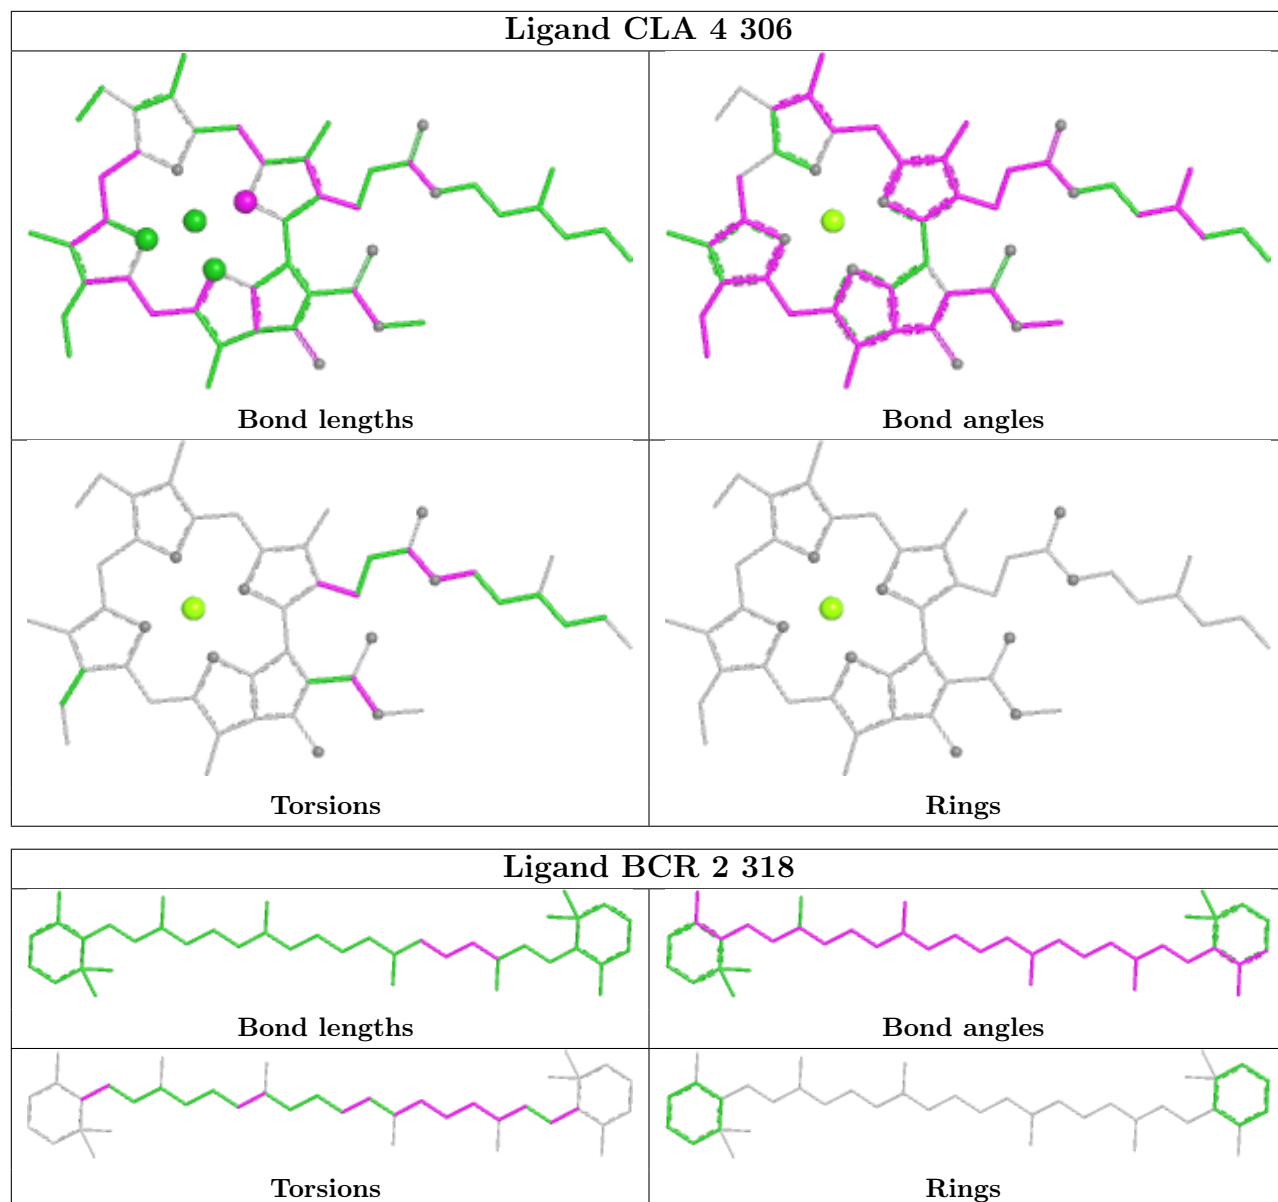 Ligand CLA 4 306
Bond lengths
Bond angles
Torsions
Rings
Ligand BCR 2 318
Bond lengths
Bond angles
Torsions
Rings